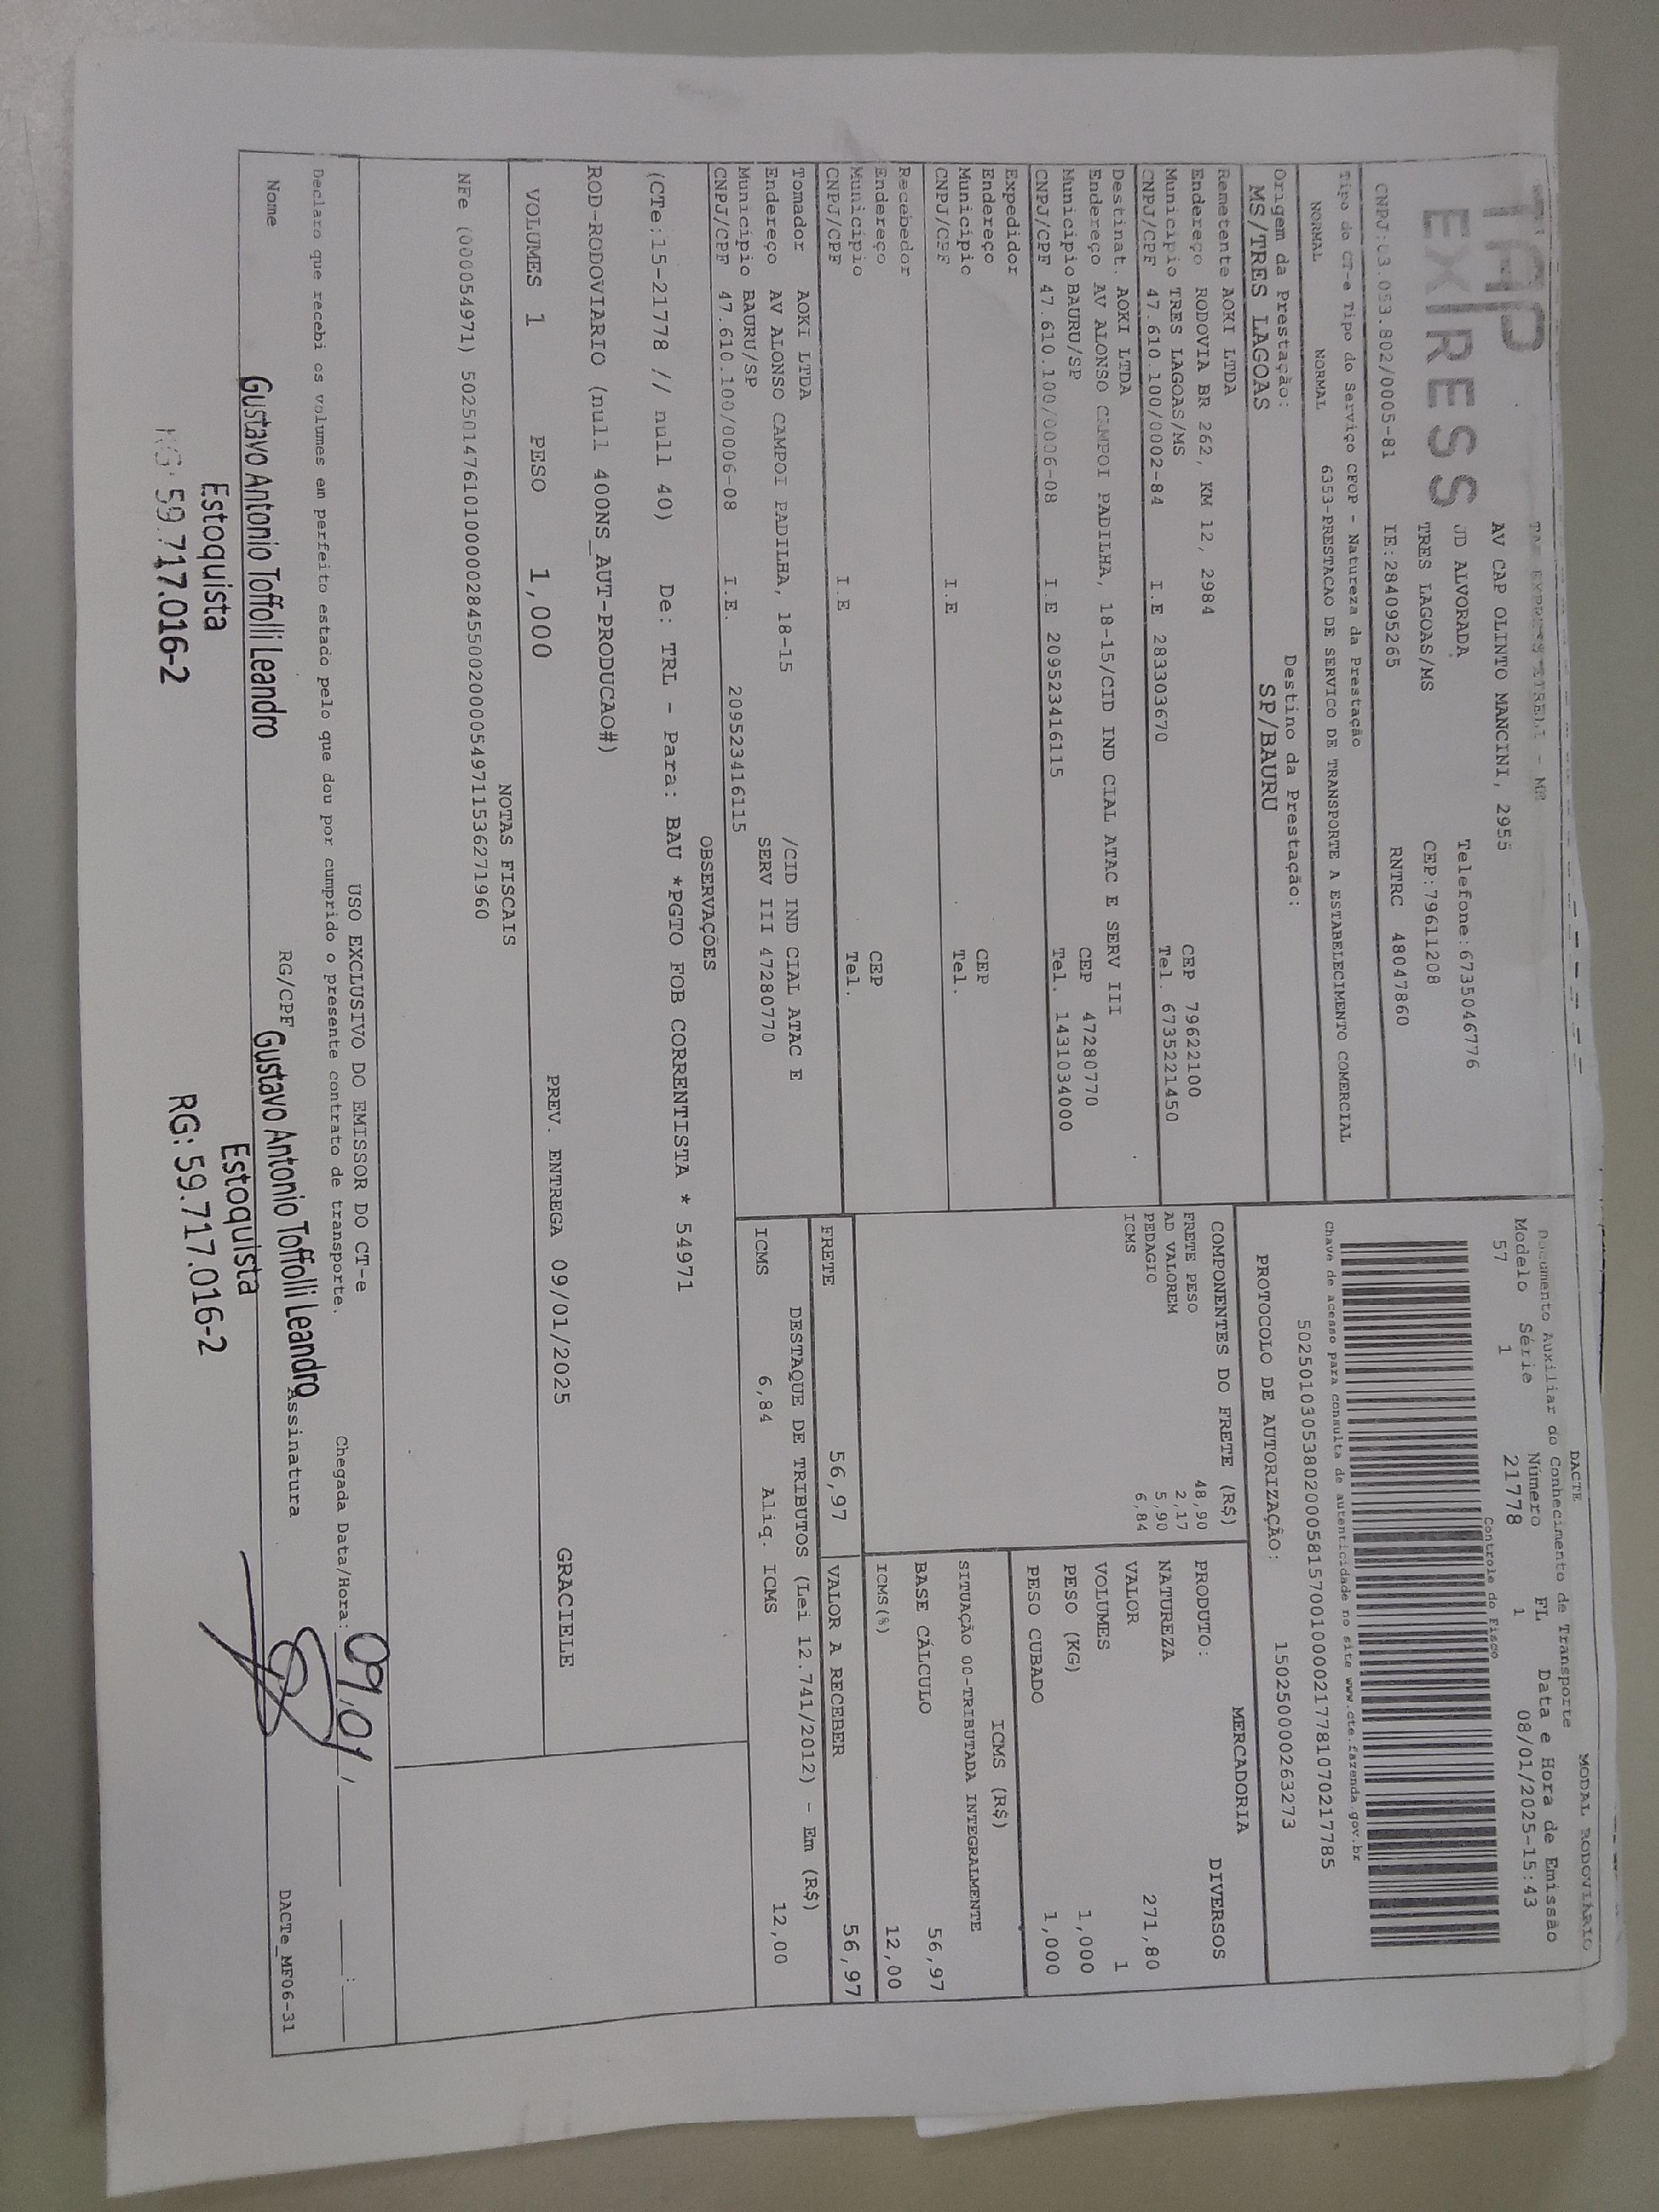 DACTE
MODAL RODOVIÁRIO
TAP
EXPRESS
AV CAP OLINTO MANCINI, 2955
JD ALVORADA Telefone:67350467​76
TRES LAGOAS/MS CEP:79611208
CNPJ:03.053.802/0005-81 IE:284095265 RNTRC 48047860
Documento Auxiliar do Conhecimento de Transporte
Modelo Série Número FL Data e Hora de Emissão
57 1 21778 1 08/01/2025-15:43
Controle do Fisco
Chave de acesso para consulta de autenticidade no site www.cte.fazenda.gov.br
50250103053802000581570010000217781070217785
PROTOCOLO DE AUTORIZAÇÃO: 150250000263273
Tipo do CT-e Tipo do Serviço CFOP - Natureza da Prestação
NORMAL NORMAL 6353-PRESTACAO DE SERVICO DE TRANSPORTE A ESTABELECIMENTO COMERCIAL
Origem da Prestação: Destino da Prestação:
MS/TRES LAGOAS SP/BAURU
Remetente AOKI LTDA
Endereço RODOVIA BR 262, KM 12, 2984 CEP 79622100
Municipio TRES LAGOAS/MS Tel. 6735221450
CNPJ/CPF 47.610.100/0002-84 I.E 283303670
Destinat. AOKI LTDA
Endereço AV ALONSO CAMPOI PADILHA, 18-15/CID IND CIAL ATAC E SERV III
Municipio BAURU/SP CEP 47280770
CNPJ/CPF 47.610.100/0006-08 I.E 209523416115 Tel. 1431034000
Expedidor
Endereço
Municipio CEP
CNPJ/CPF I.E Tel.
Recebedor
Endereço
Municipio CEP
CNPJ/CPF I.E Tel.
Tomador AOKI LTDA
Endereço AV ALONSO CAMPOI PADILHA, 18-15 /CID IND CIAL ATAC E
Municipio BAURU/SP SERV III 47280770
CNPJ/CPF 47.610.100/0006-08 I.E. 209523416115
COMPONENTES DO FRETE (R$)
FRETE PESO 48,90
AD VALOREM 2,17
PEDAGIO 5,90
ICMS 6,84
MERCADORIA
PRODUTO: DIVERSOS
NATUREZA
VALOR 271,80
VOLUMES 1
PESO (KG) 1,000
PESO CUBADO 1,000
ICMS (R$)
SITUAÇÃO 00-TRIBUTADA INTEGRALMENTE
BASE CÁLCULO 56,97
ICMS(%) 12,00
FRETE 56,97 VALOR A RECEBER 56,97
DESTAQUE DE TRIBUTOS (Lei 12.741/2012) - Em (R$)
ICMS 6,84 Aliq. ICMS 12,00
OBSERVAÇÕES
(CTe:15-21778 // null 40) De: TRL - Para: BAU *PGTO FOB CORRENTISTA * 54971
ROD-RODOVIARIO (null 400NS_AUT-PRODUCAO#)
VOLUMES 1 PESO 1,000 PREV. ENTREGA 09/01/2025 GRACIELE
NOTAS FISCAIS
NFe (000054971) 50250147610100000284550020000549711536271960
USO EXCLUSIVO DO EMISSOR DO CT-e
Declaro que recebi os volumes em perfeito estado pelo que dou por cumprido o presente contrato de transporte. Chegada Data/Hora: 09/01/ :
Nome RG/CPF Assinatura DACTe_MF06-31
Gustavo Antonio Toffolli Leandro
Estoquista
RG: 59.717.016-2
Gustavo Antonio Toffolli Leandro
Estoquista
RG: 59.717.016-2